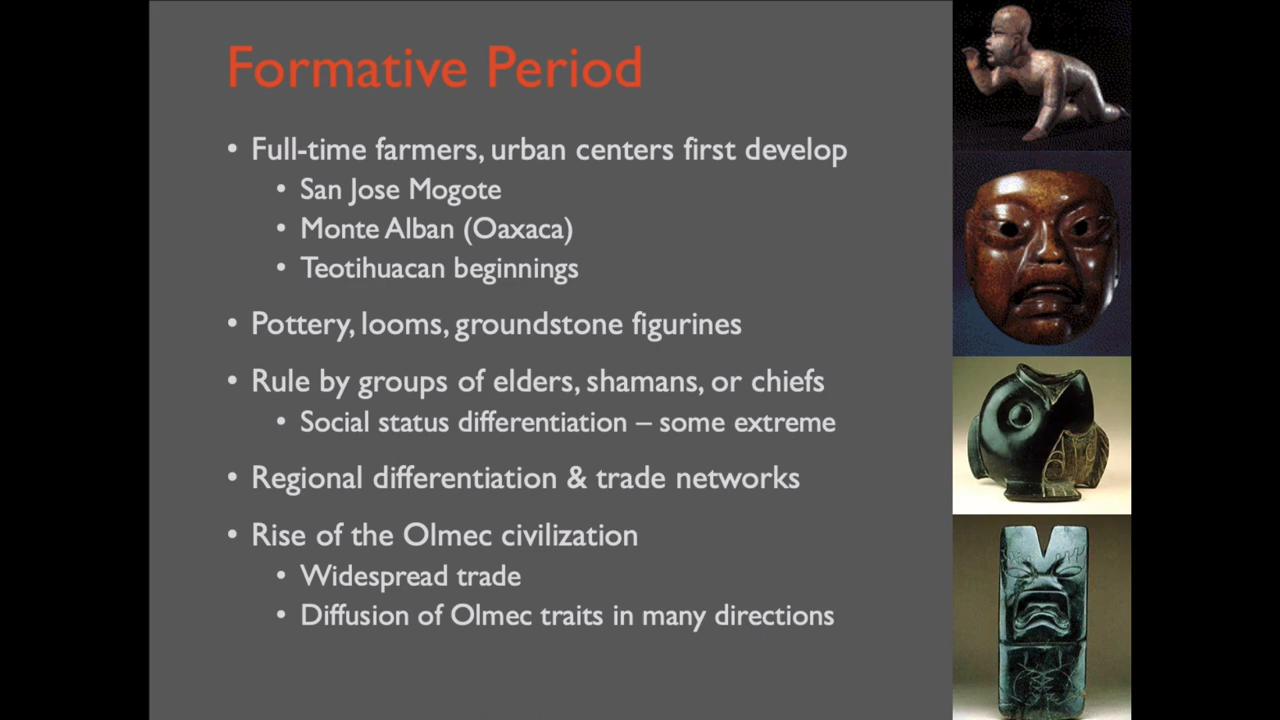 Formative Period
• Full-time farmers, urban centers first develop
• San Jose Mogote
• Monte Alban (Oaxaca)
• Teotihuacan beginnings
• Pottery, looms, groundstone figurines
• Rule by groups of elders, shamans, or chiefs
• Social status differentiation – some extreme
• Regional differentiation & trade networks
• Rise of the Olmec civilization
• Widespread trade
• Diffusion of Olmec traits in many directions